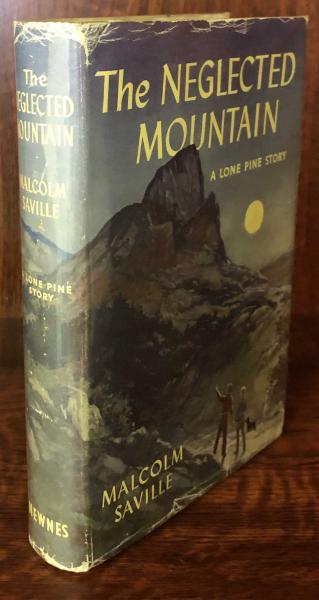 The
NEGLECTED
MOUNTAIN
MALCOLM
SAVILLE
A LONE PINE
STORY
NEWNES
The NEGLECTED
MOUNTAIN
A LONE PINE STORY
MALCOLM
SAVILLE